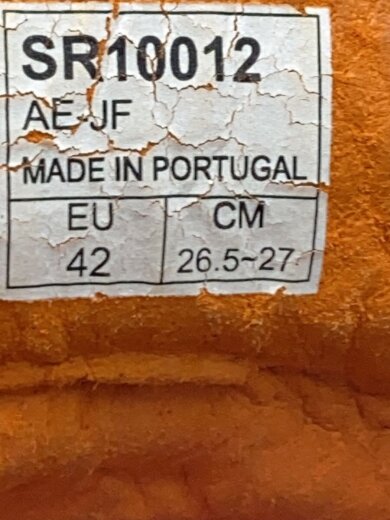 SR10012
AE-JF
MADE IN PORTUGAL
EU CM
42 26.5~27